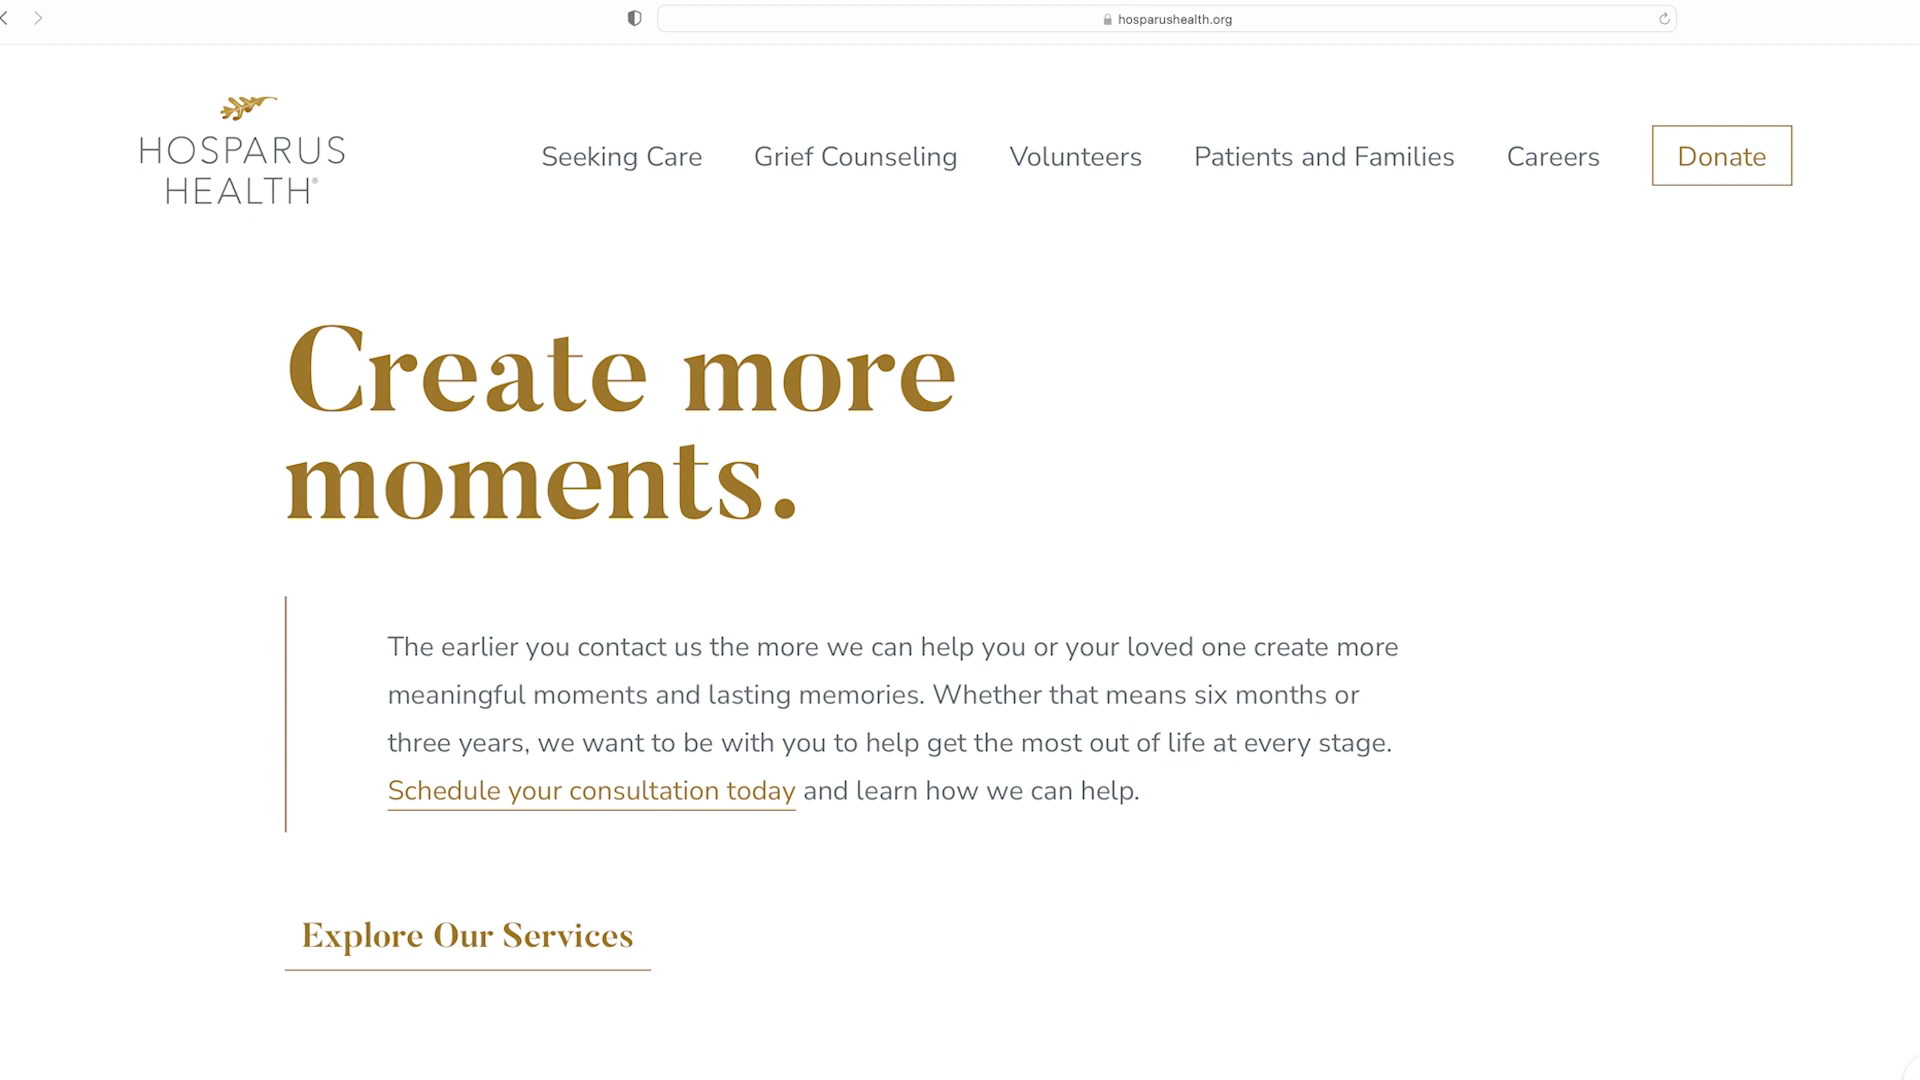 hosparushealth.org
HOSPARUS
HEALTH®
Seeking Care
Grief Counseling
Volunteers
Patients and Families
Careers
Donate
Create more
moments.
The earlier you contact us the more we can help you or your loved one create more
meaningful moments and lasting memories. Whether that means six months or
three years, we want to be with you to help get the most out of life at every stage.
Schedule your consultation today and learn how we can help.
Explore Our Services